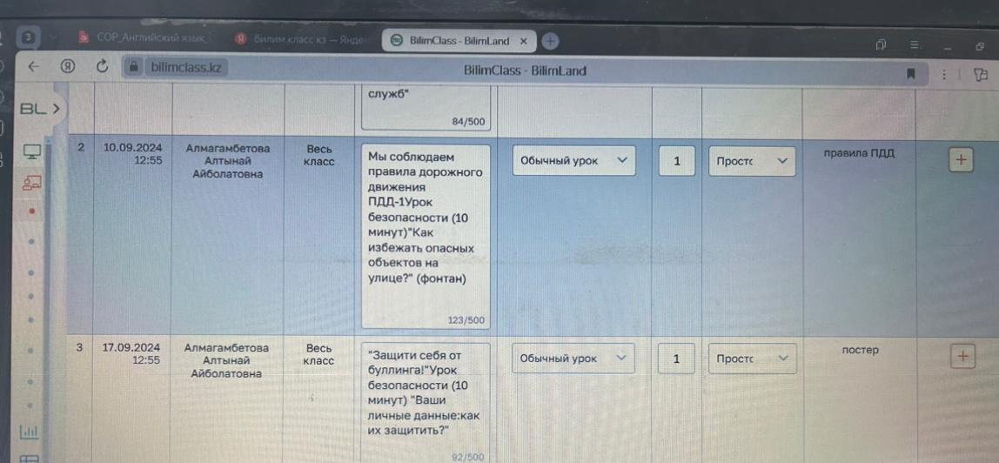 3
СОР_Английский язык_
Я билим класс кз — Янде
BilimClass - BilimLand
bilimclass.kz
BilimClass - BilimLand
BL
служб"
84/500
2
10.09.2024
12:55
Алмагамбетова
Алтынай
Айболатовна
Весь
класс
Мы соблюдаем
правила дорожного
движения
ПДД-1Урок
безопасности (10
минут)"Как
избежать опасных
объектов на
улице?" (фонтан)
123/500
Обычный урок
1
Простс
правила ПДД
3
17.09.2024
12:55
Алмагамбетова
Алтынай
Айболатовна
Весь
класс
"Защити себя от
буллинга!"Урок
безопасности (10
минут) "Ваши
личные данные:как
их защитить?"
92/500
Обычный урок
1
Простс
постер